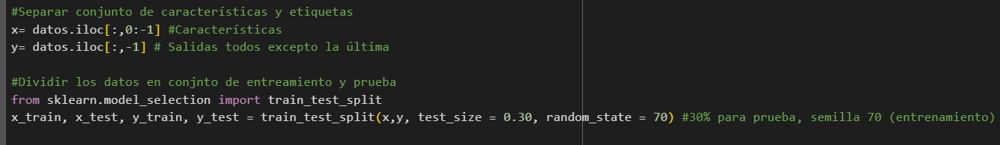 #Separar conjunto de características y etiquetas
x= datos.iloc[:,0:-1] #Características
y= datos.iloc[:,-1] # Salidas todos excepto la última
#Dividir los datos en conjnto de entreamiento y prueba
from sklearn.model_selection import train_test_split
x_train, x_test, y_train, y_test = train_test_split(x,y, test_size = 0.30, random_state = 70) #30% para prueba, semilla 70 (entrenamiento)